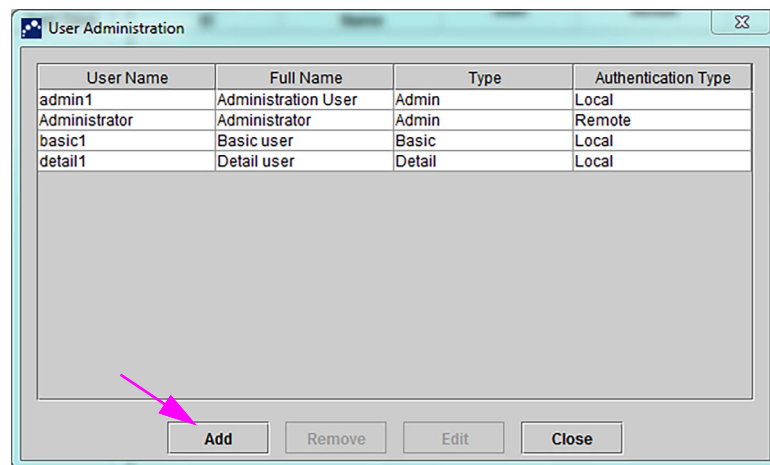 User Administration
User Name Full Name Type Authentication Type
admin1 Administration User Admin Local
Administrator Administrator Admin Remote
basic1 Basic user Basic Local
detail1 Detail user Detail Local
Add Remove Edit Close